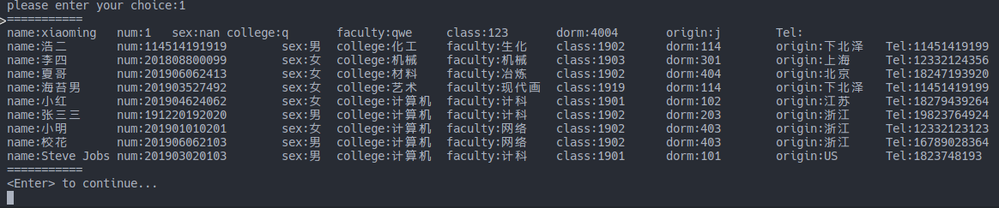 please enter your choice:1
===========
name:xiaoming num:1 sex:nan college:q faculty:qwe class:123 dorm:4004 origin:j Tel:
name:浩二 num:114514191919 sex:男 college:化工 faculty:生化 class:1902 dorm:114 origin:下北泽 Tel:11451419199
name:李四 num:201808800099 sex:女 college:机械 faculty:机械 class:1903 dorm:301 origin:上海 Tel:12332124356
name:夏哥 num:201906062413 sex:女 college:材料 faculty:冶炼 class:1902 dorm:404 origin:北京 Tel:18247193920
name:海苔男 num:201903527492 sex:女 college:艺术 faculty:现代画 class:1919 dorm:114 origin:下北泽 Tel:11451419199
name:小红 num:201904624062 sex:女 college:计算机 faculty:计科 class:1901 dorm:102 origin:江苏 Tel:18279439264
name:张三三 num:191220192020 sex:男 college:计算机 faculty:计科 class:1902 dorm:203 origin:浙江 Tel:19823764924
name:小明 num:201901010201 sex:女 college:计算机 faculty:网络 class:1902 dorm:403 origin:浙江 Tel:12332123123
name:校花 num:201906062103 sex:男 college:计算机 faculty:网络 class:1902 dorm:403 origin:浙江 Tel:16789028364
name:Steve Jobs num:201903020103 sex:男 college:计算机 faculty:计科 class:1901 dorm:101 origin:US Tel:1823748193
===========
<Enter> to continue...